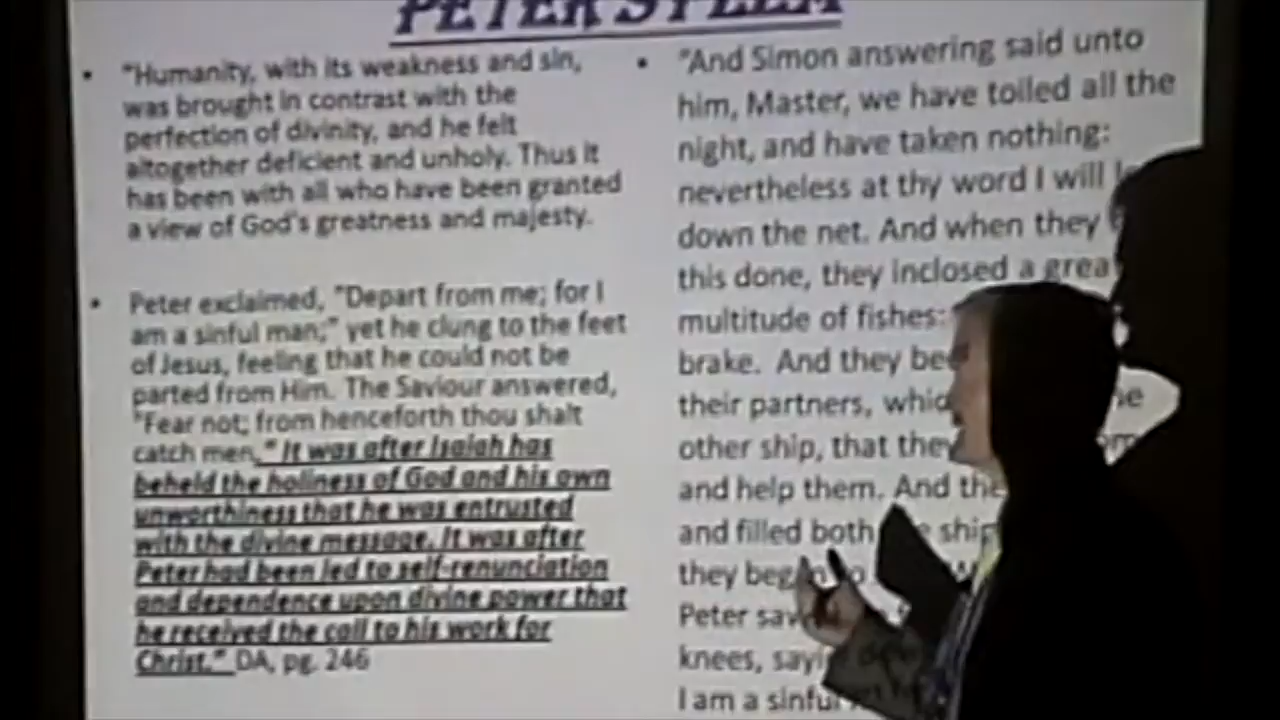 PETER'S PLEA
• "Humanity, with its weakness and sin,
was brought in contrast with the
perfection of divinity, and he felt
altogether deficient and unholy. Thus it
has been with all who have been granted
a view of God's greatness and majesty.
• Peter exclaimed, "Depart from me; for I
am a sinful man;" yet he clung to the feet
of Jesus, feeling that he could not be
parted from Him. The Saviour answered,
"Fear not; from henceforth thou shalt
catch men." It was after Isaiah has
beheld the holiness of God and his own
unworthiness that he was entrusted
with the divine message. It was after
Peter had been led to self-renunciation
and dependence upon divine power that
he received the call to his work for
Christ." DA, pg. 246
• "And Simon answering said unto
him, Master, we have toiled all the
night, and have taken nothing:
nevertheless at thy word I will
down the net. And when they
this done, they inclosed a grea
multitude of fishes:
brake. And they
their partners,
other ship, that they
and help them. And
and filled both ship
they
Peter
knees,
I am a sinful